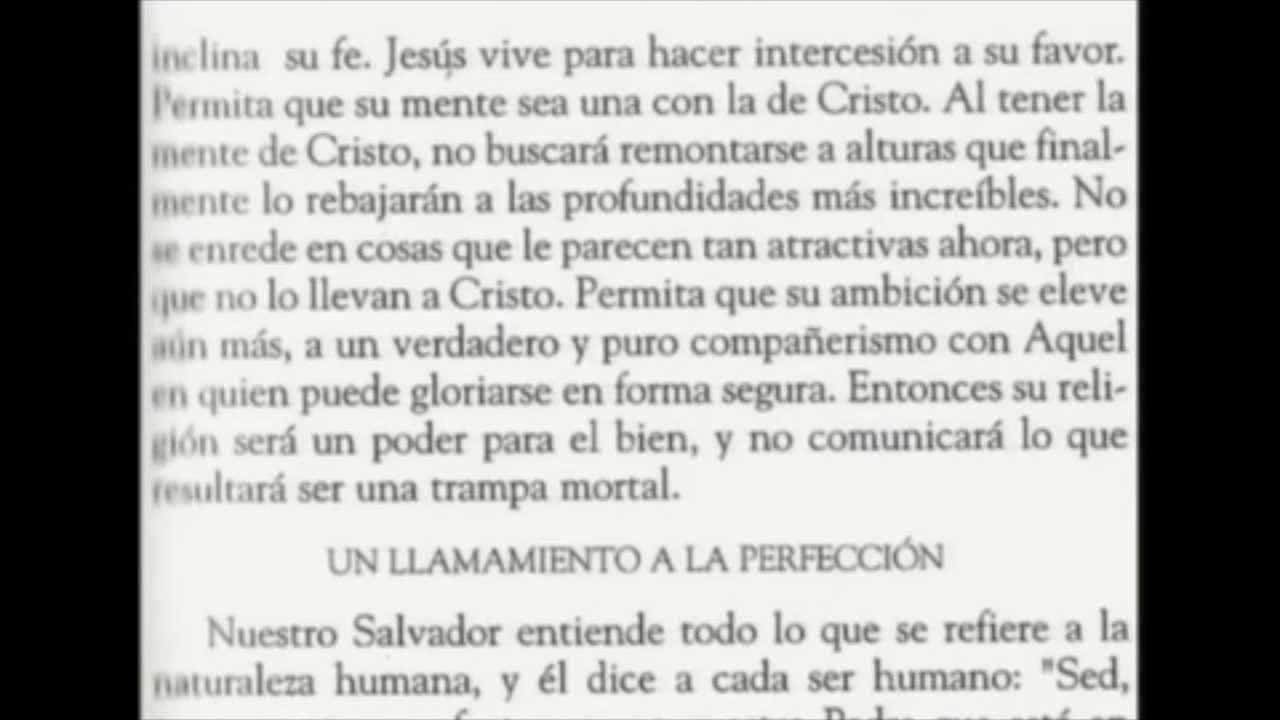 inclina su fe. Jesús vive para hacer intercesión a su favor.
Permita que su mente sea una con la de Cristo. Al tener la
mente de Cristo, no buscará remontarse a alturas que final-
mente lo rebajarán a las profundidades más increíbles. No
se enrede en cosas que le parecen tan atractivas ahora, pero
que no lo llevan a Cristo. Permita que su ambición se eleve
aún más, a un verdadero y puro compañerismo con Aquel
en quien puede gloriarse en forma segura. Entonces su reli-
gión será un poder para el bien, y no comunicará lo que
resultará ser una trampa mortal.
UN LLAMAMIENTO A LA PERFECCIÓN
Nuestro Salvador entiende todo lo que se refiere a la
naturaleza humana, y él dice a cada ser humano: "Sed,